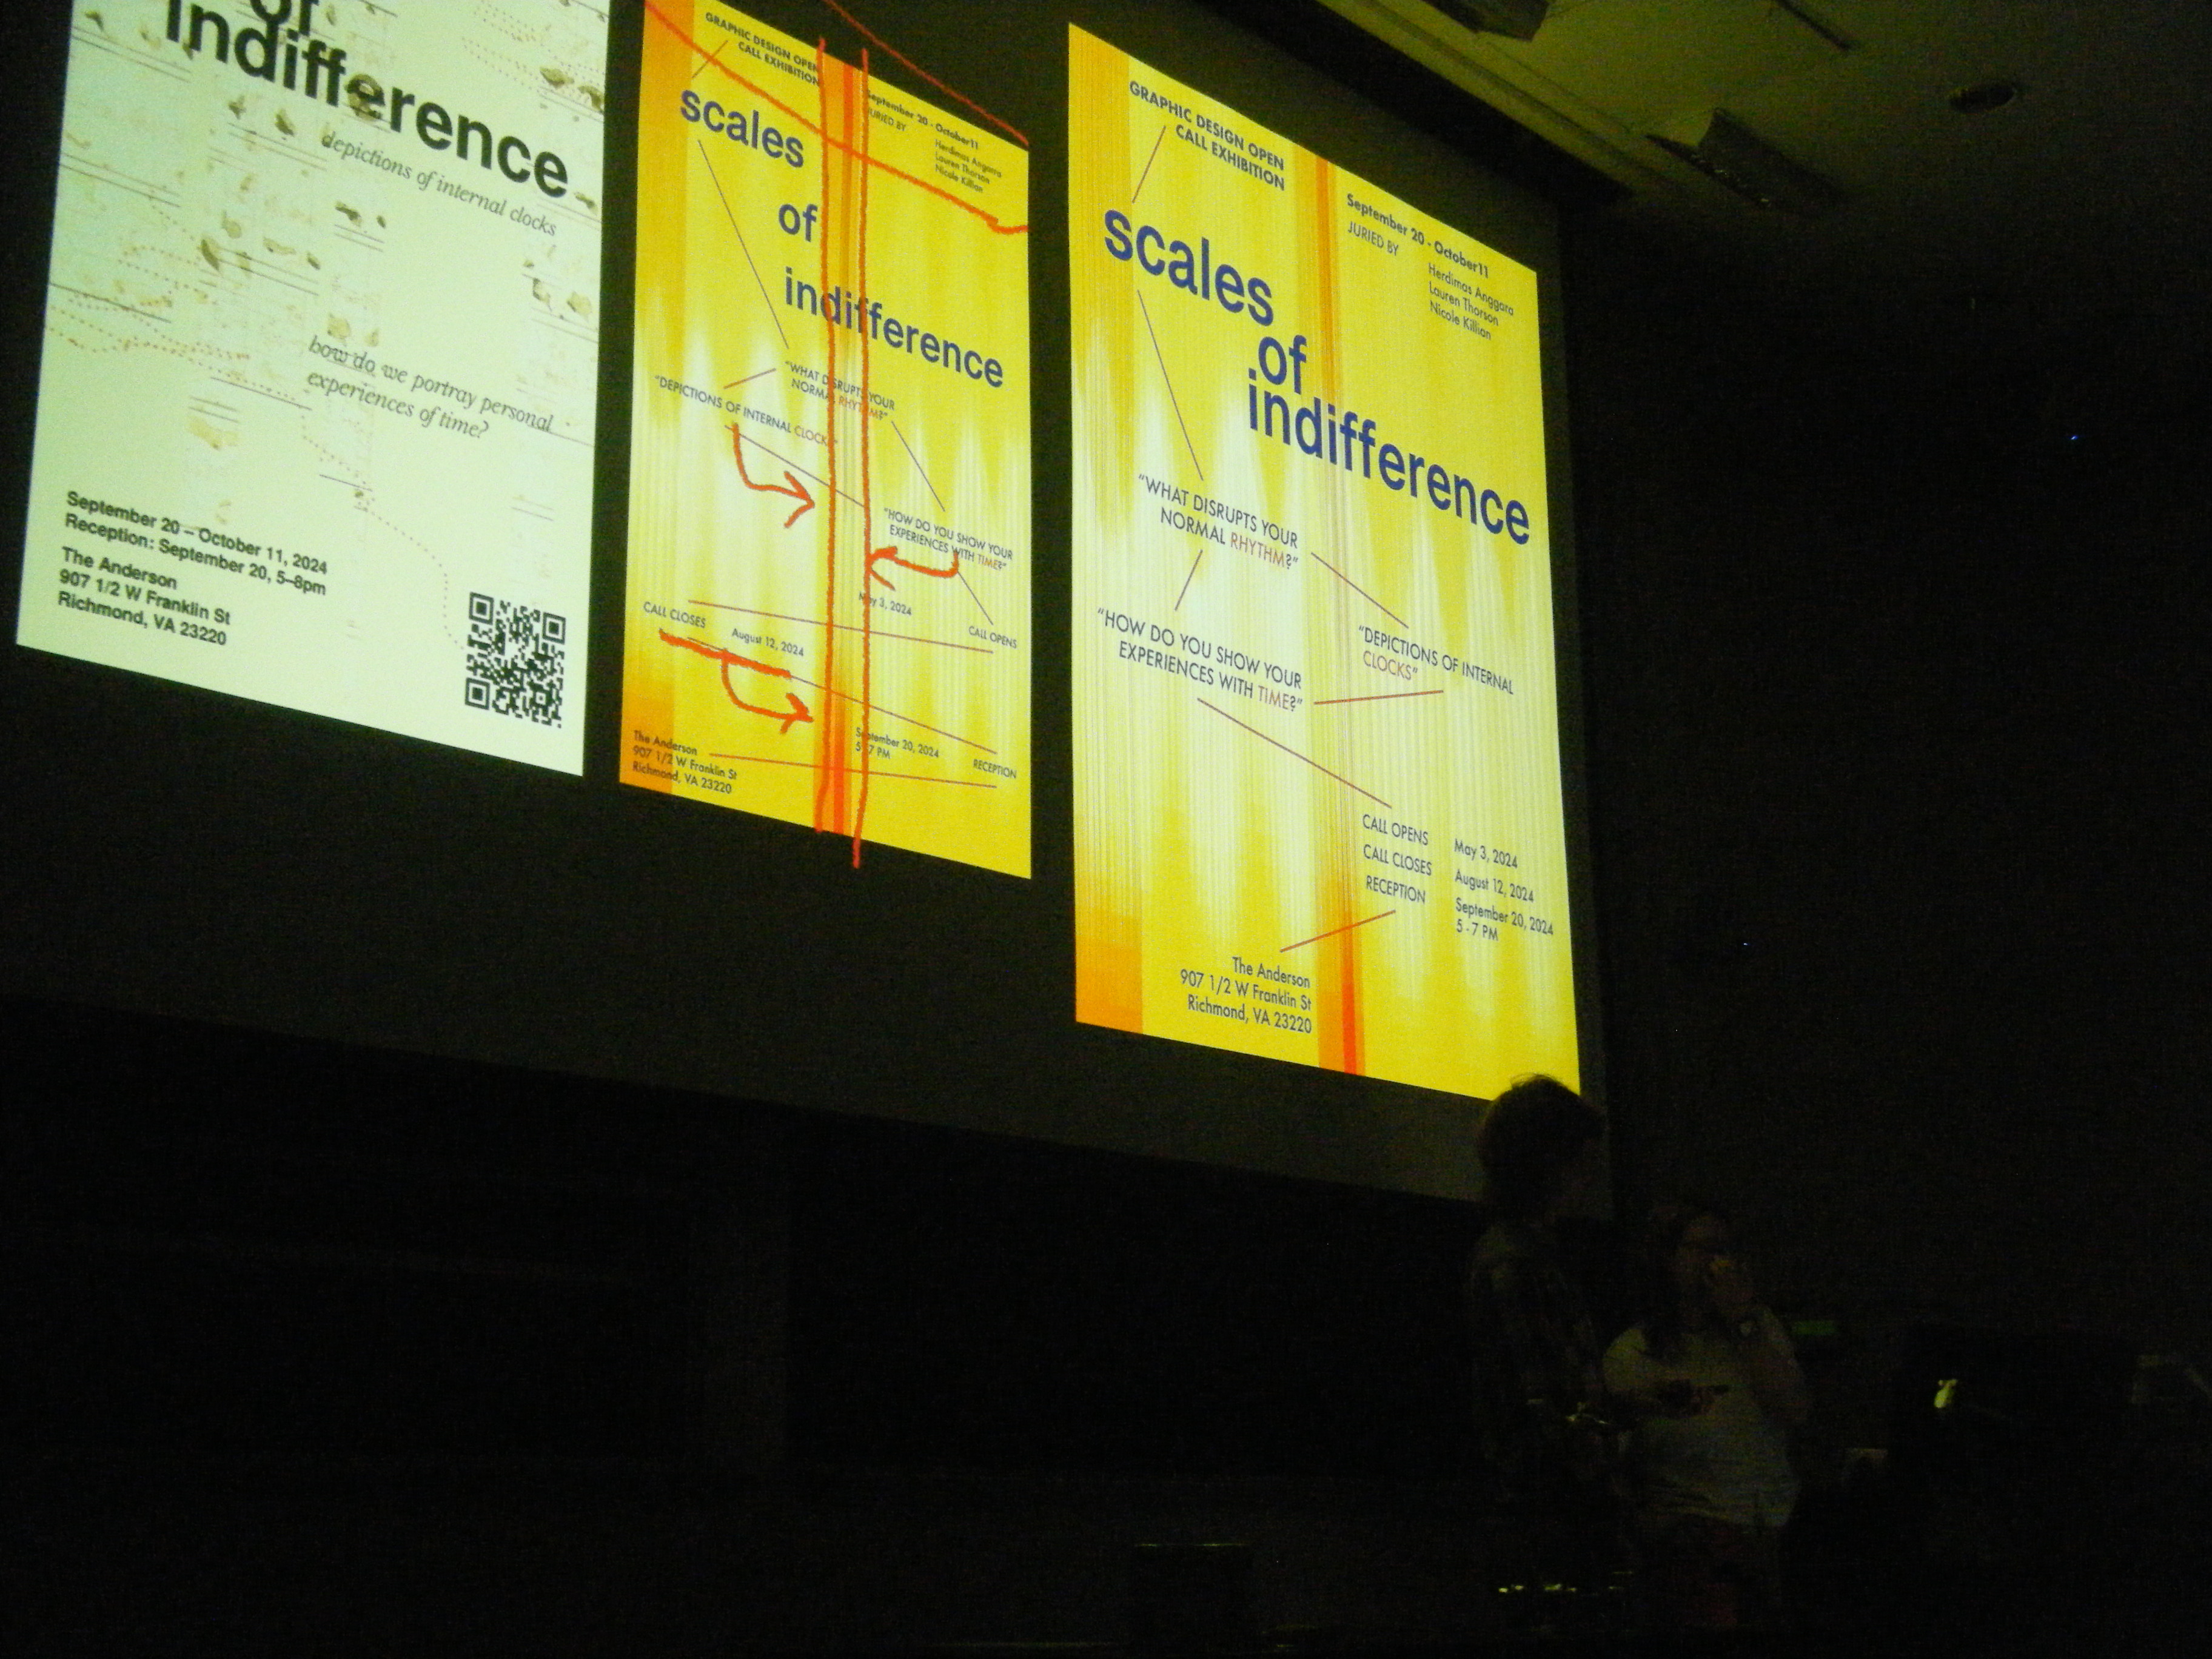 of
indifference
depictions of internal clocks
how do we portray personal
experiences of time?
September 20 – October 11, 2024
Reception: September 20, 5–8pm
The Anderson
907 1/2 W Franklin St
Richmond, VA 23220
GRAPHIC DESIGN OPEN
CALL EXHIBITION
September 20 - October11
JURIED BY
Herdimas Anggara
Lauren Thorson
Nicole Killian
scales
of
indifference
"WHAT DISRUPTS YOUR
NORMAL RHYTHM?"
"DEPICTIONS OF INTERNAL CLOCKS"
"HOW DO YOU SHOW YOUR
EXPERIENCES WITH TIME?"
May 3, 2024
CALL OPENS
CALL CLOSES
August 12, 2024
September 20, 2024
5 - 7 PM
RECEPTION
The Anderson
907 1/2 W Franklin St
Richmond, VA 23220
GRAPHIC DESIGN OPEN
CALL EXHIBITION
September 20 - October11
JURIED BY
Herdimas Anggara
Lauren Thorson
Nicole Killian
scales
of
indifference
"WHAT DISRUPTS YOUR
NORMAL RHYTHM?"
"HOW DO YOU SHOW YOUR
EXPERIENCES WITH TIME?"
"DEPICTIONS OF INTERNAL
CLOCKS"
CALL OPENS May 3, 2024
CALL CLOSES August 12, 2024
RECEPTION September 20, 2024
5 - 7 PM
The Anderson
907 1/2 W Franklin St
Richmond, VA 23220